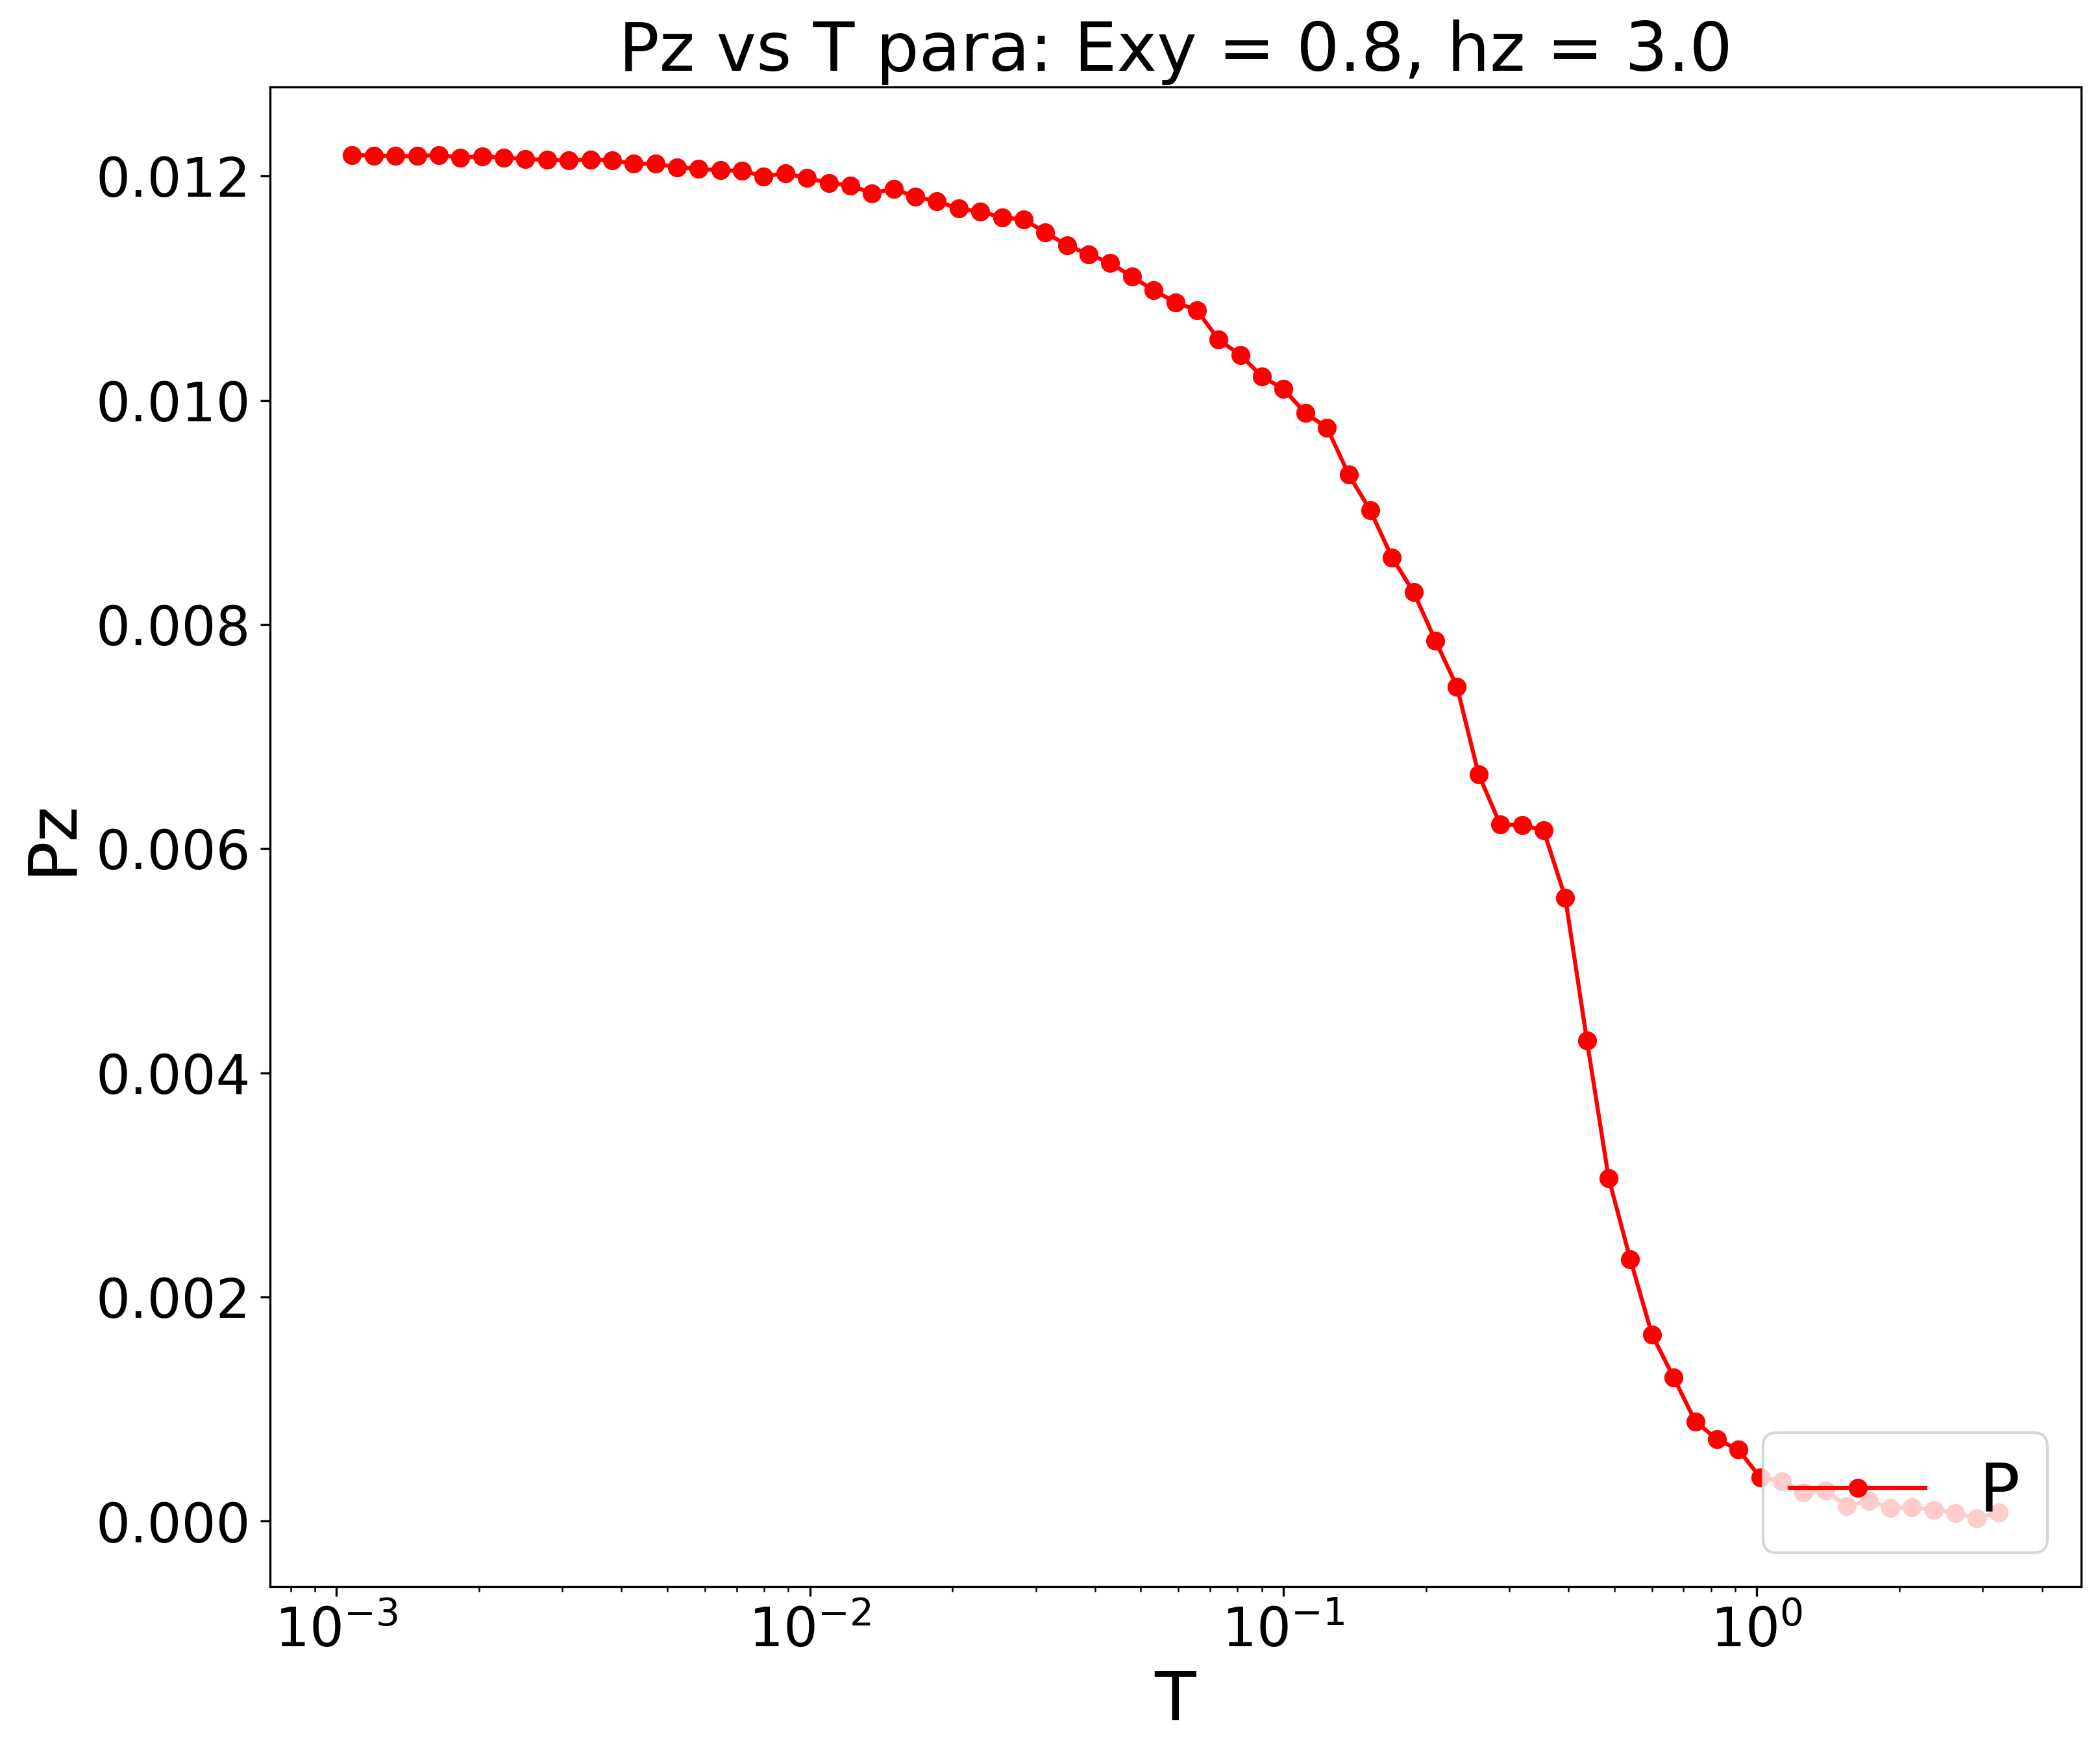 Pz vs T para: Exy = 0.8, hz = 3.0
0.012
0.010
0.008
0.006
0.004
0.002
0.000
Pz
P
10⁻³ 10⁻² 10⁻¹ 10⁰
T